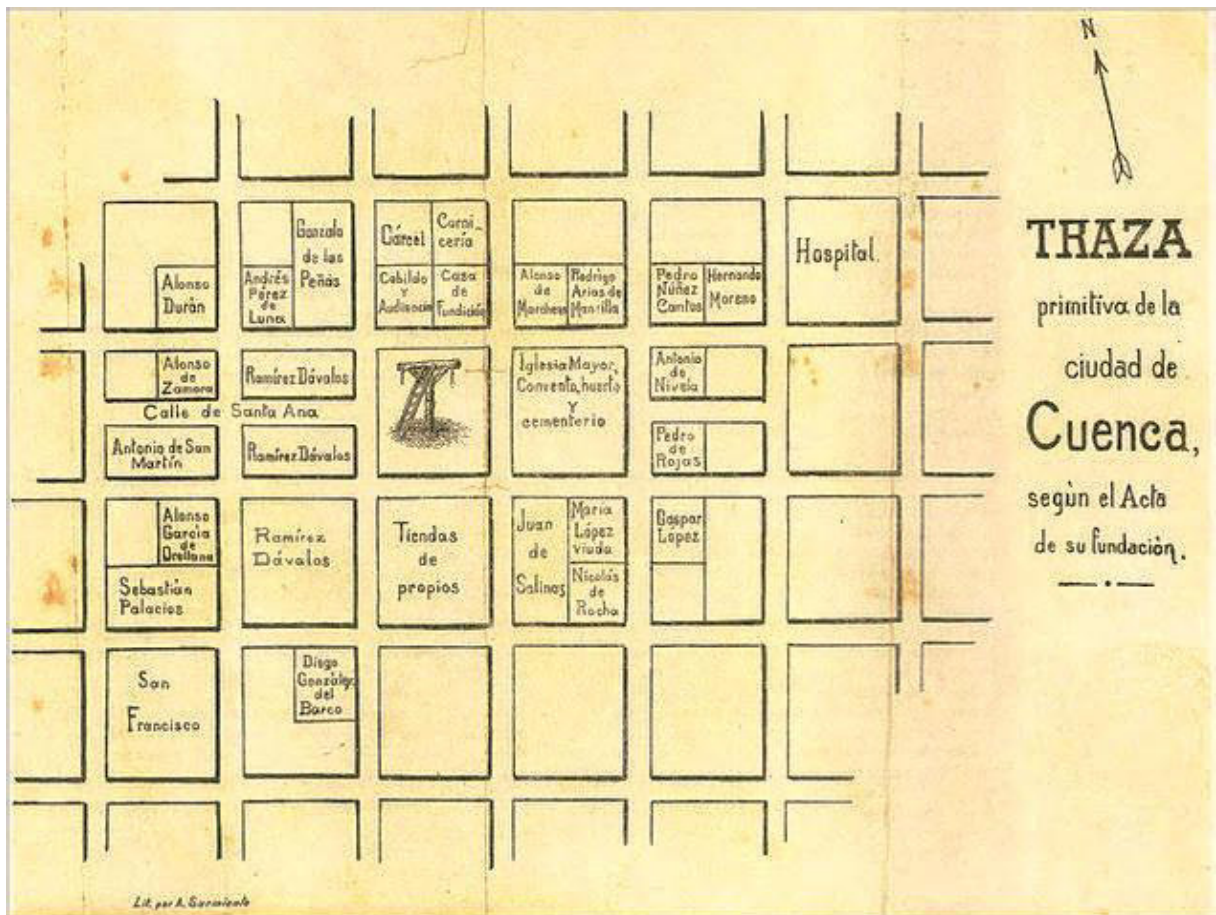 N
TRAZA
primitiva de la
ciudad de
Cuenca,
según el Acta
de su fundación.
Alonso
Durán
Andrés
Pérez
de
Luna
Gonzalo
de las
Peñas
Cárcel
Carni-
cería
Cabildo
y
Audiencia
Casa
de
Fundición
Alonso
de
Marchena
Rodrigo
Arias de
Mantilla
Pedro
Núñez
Cantos
Hernando
Moreno
Hospital.
Alonso
de
Zamora
Ramírez Dávalos
Iglesia Mayor,
Convento, huerto
y
cementerio
Antonio
de
Nivela
Calle de Santa Ana
Antonio de San
Martín
Ramírez Dávalos
Pedro
de
Rojas
Alonso
García
de
Orellana
Sebastián
Palacios
Ramírez
Dávalos
Tiendas
de
propios
Juan
de
Salinas
María
López
viuda
Nicolás
de
Rocha
Gaspar
López
San
Francisco
Diego
González
del
Barco
Lit. por A. Sarmiento